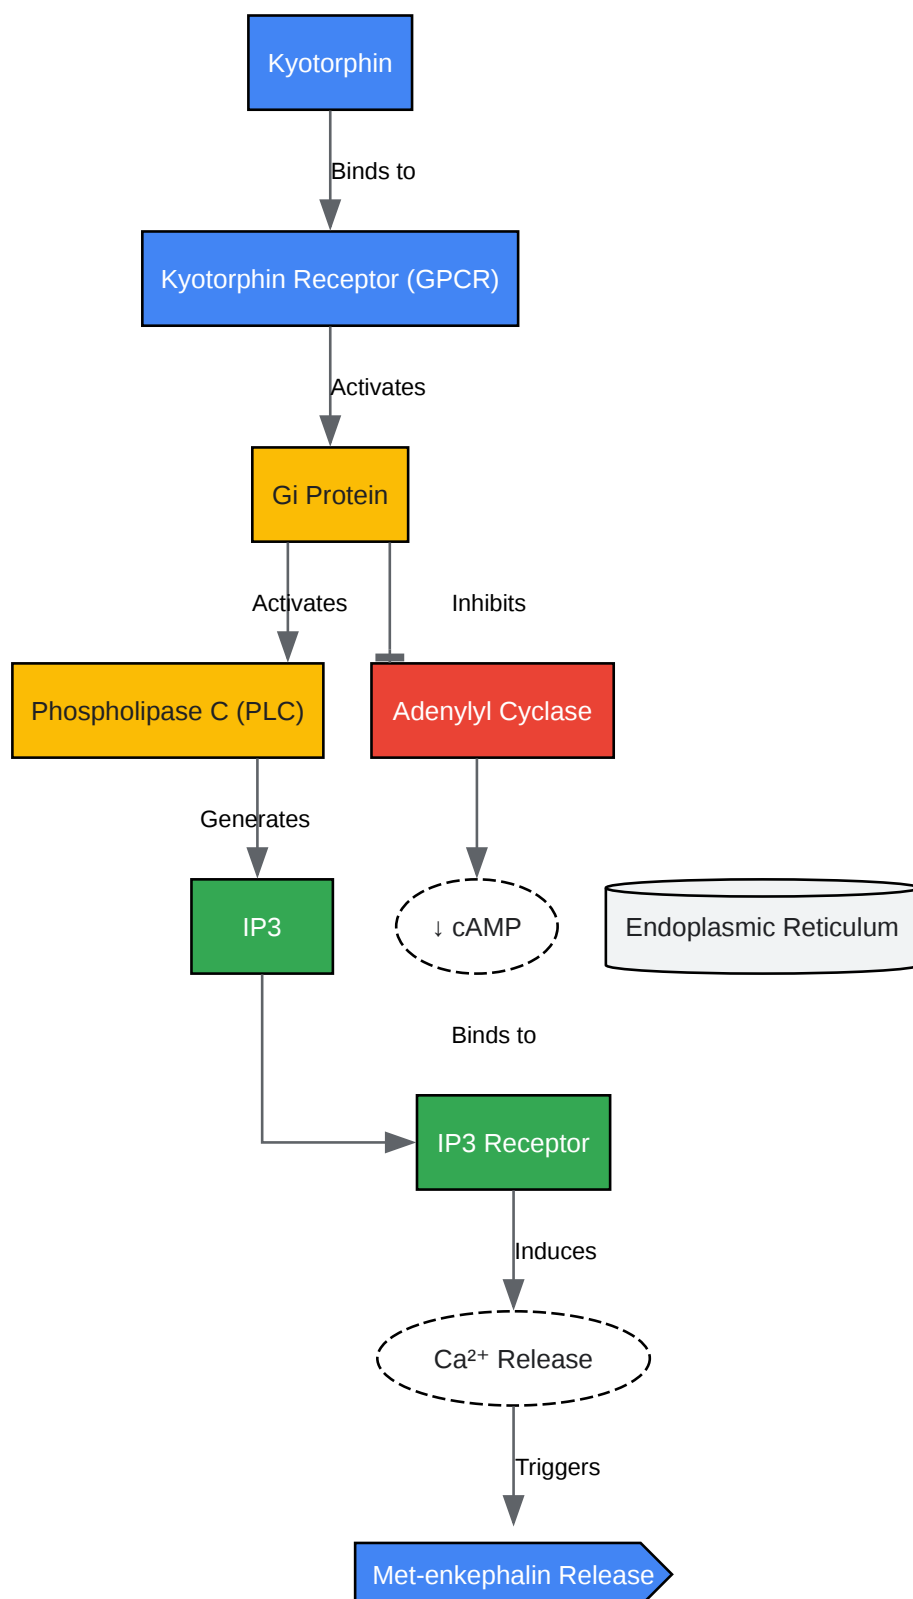 Kyotorphin
Binds to
Kyotorphin Receptor (GPCR)
Activates
Gi Protein
Activates
Inhibits
Phospholipase C (PLC)
Adenylyl Cyclase
Generates
IP3
↓ cAMP
Endoplasmic Reticulum
Binds to
IP3 Receptor
Induces
Ca²⁺ Release
Triggers
Met-enkephalin Release